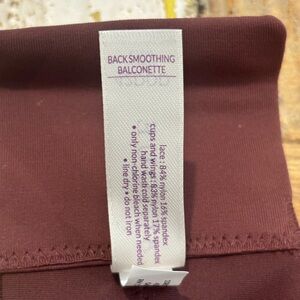 BACKSMOOTHING
BALCONETTE
lace: 84% nylon 16% spandex
cups and wings: 83% nylon 17% spandex
hand wash cold separately
• only non-chlorine bleach when needed
• line dry • do not iron